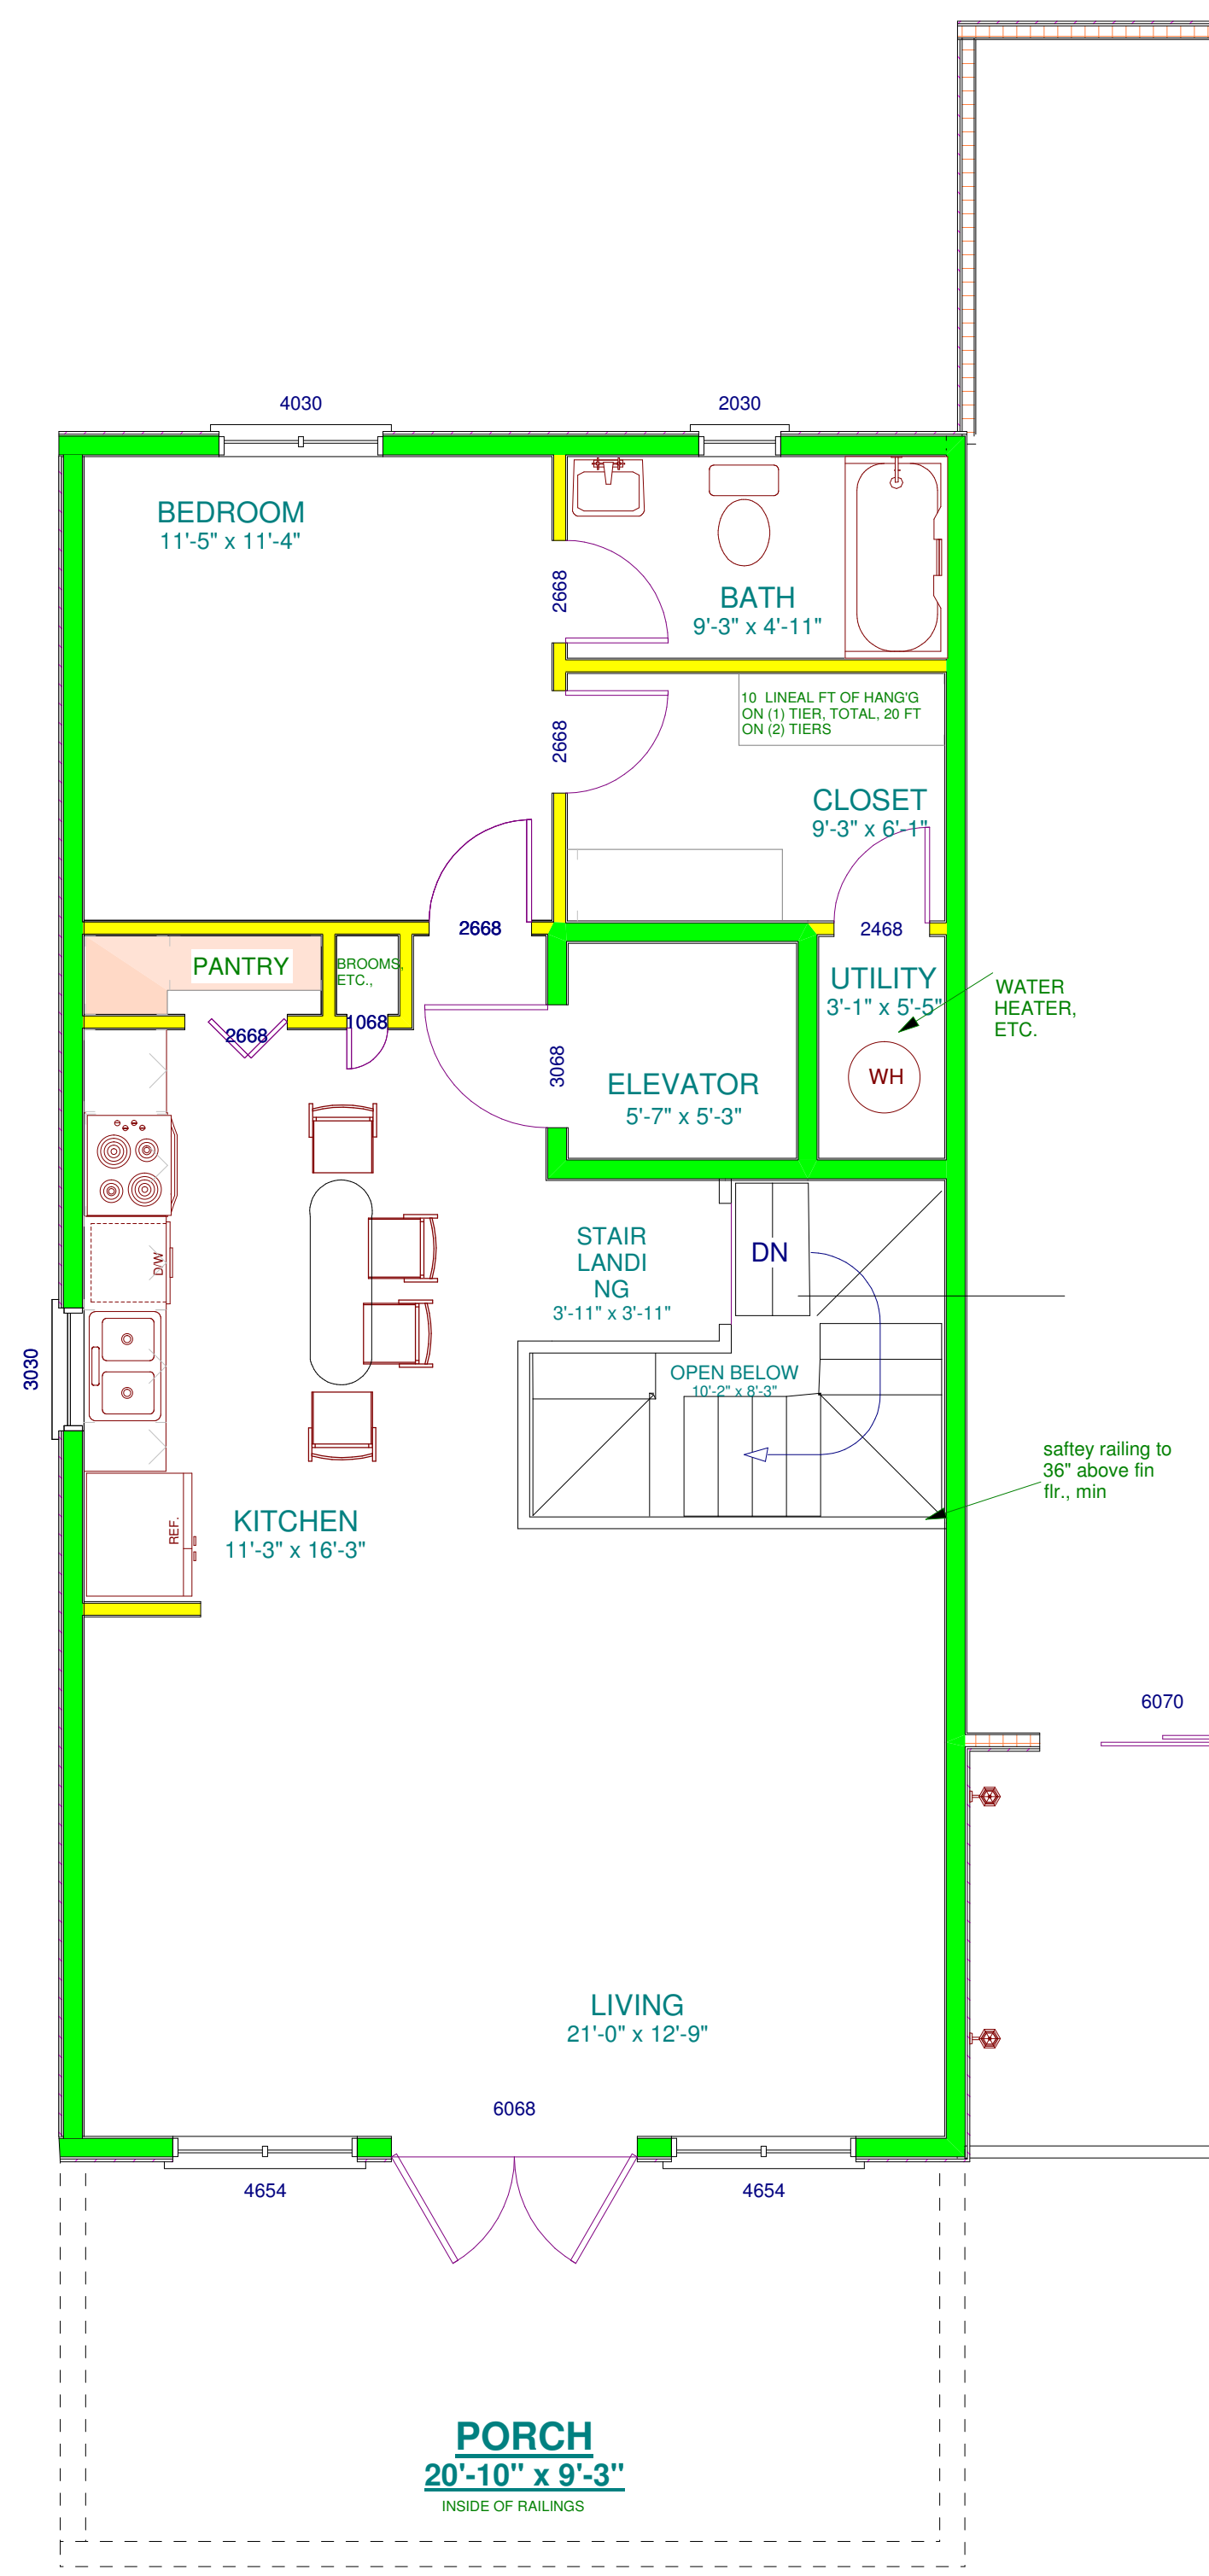 4030
2030
BEDROOM
11'-5" x 11'-4"
2668
BATH
9'-3" x 4'-11"
2668
10 LINEAL FT OF HANG'G
ON (1) TIER, TOTAL, 20 FT
ON (2) TIERS
CLOSET
9'-3" x 6'-1"
2668
2468
PANTRY
BROOMS,
ETC.,
UTILITY
3'-1" x 5'-5"
WATER
HEATER,
ETC.
2668
1068
3068
WH
ELEVATOR
5'-7" x 5'-3"
STAIR
LANDI
NG
3'-11" x 3'-11"
DN
D/W
3030
OPEN BELOW
10'-2" x 8'-3"
saftey railing to
36" above fin
flr., min
REF.
KITCHEN
11'-3" x 16'-3"
6070
LIVING
21'-0" x 12'-9"
6068
4654
4654
PORCH
20'-10" x 9'-3"
INSIDE OF RAILINGS